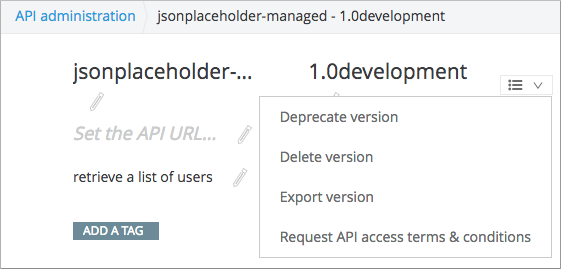 API administration jsonplaceholder-managed - 1.0development
jsonplaceholder-... 1.0development
Set the API URL...
retrieve a list of users
ADD A TAG
Deprecate version
Delete version
Export version
Request API access terms & conditions